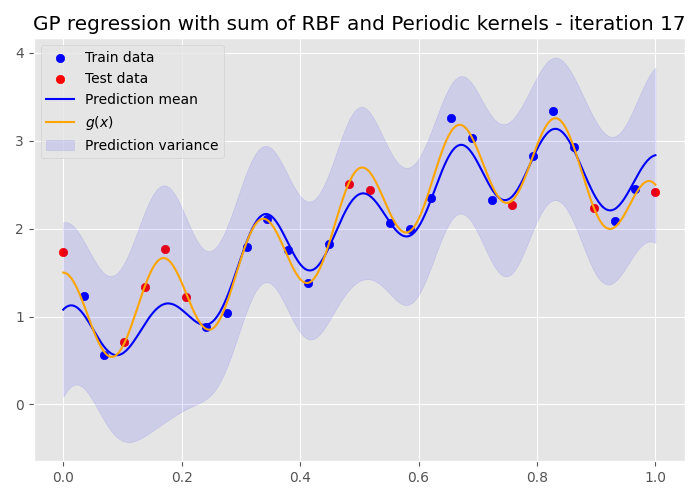 GP regression with sum of RBF and Periodic kernels - iteration 17
Train data
Test data
Prediction mean
g(x)
Prediction variance
4
3
2
1
0
0.0 0.2 0.4 0.6 0.8 1.0